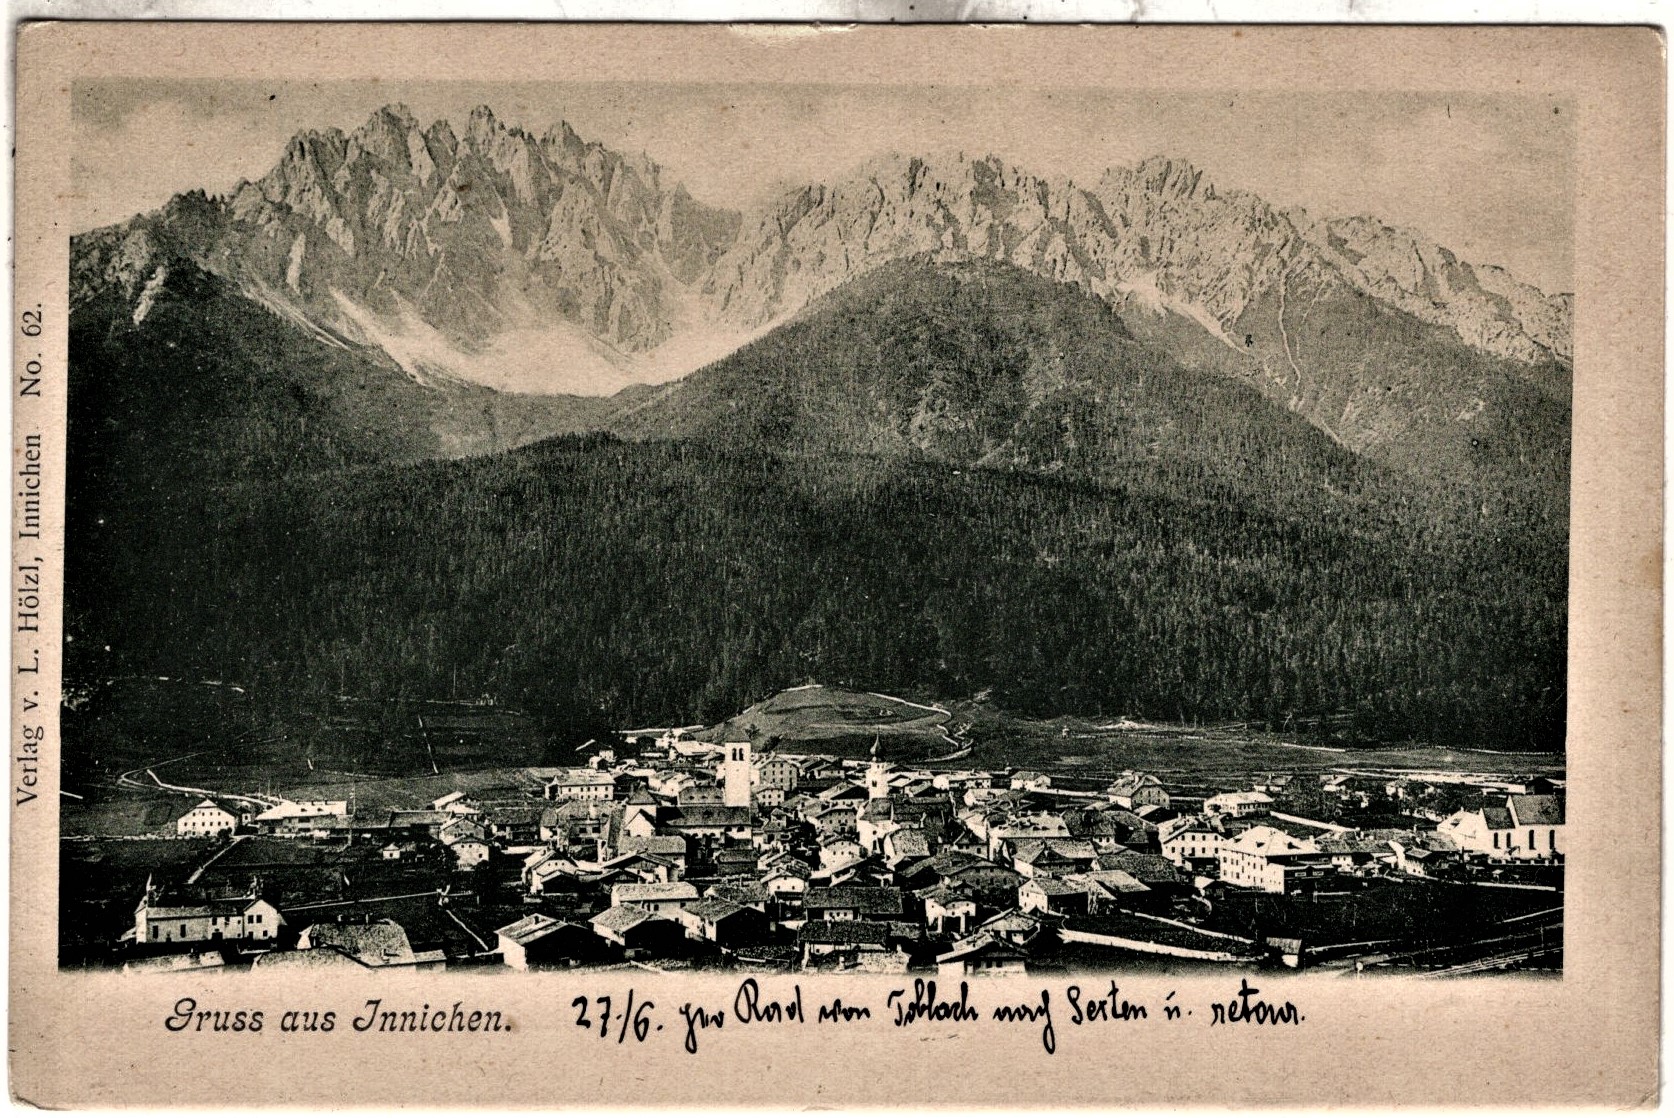 Verlag v. L. Hölzl, Innichen No. 62.
Gruss aus Innichen.
27./6. per Rad von Toblach nach Sexten u. retour.